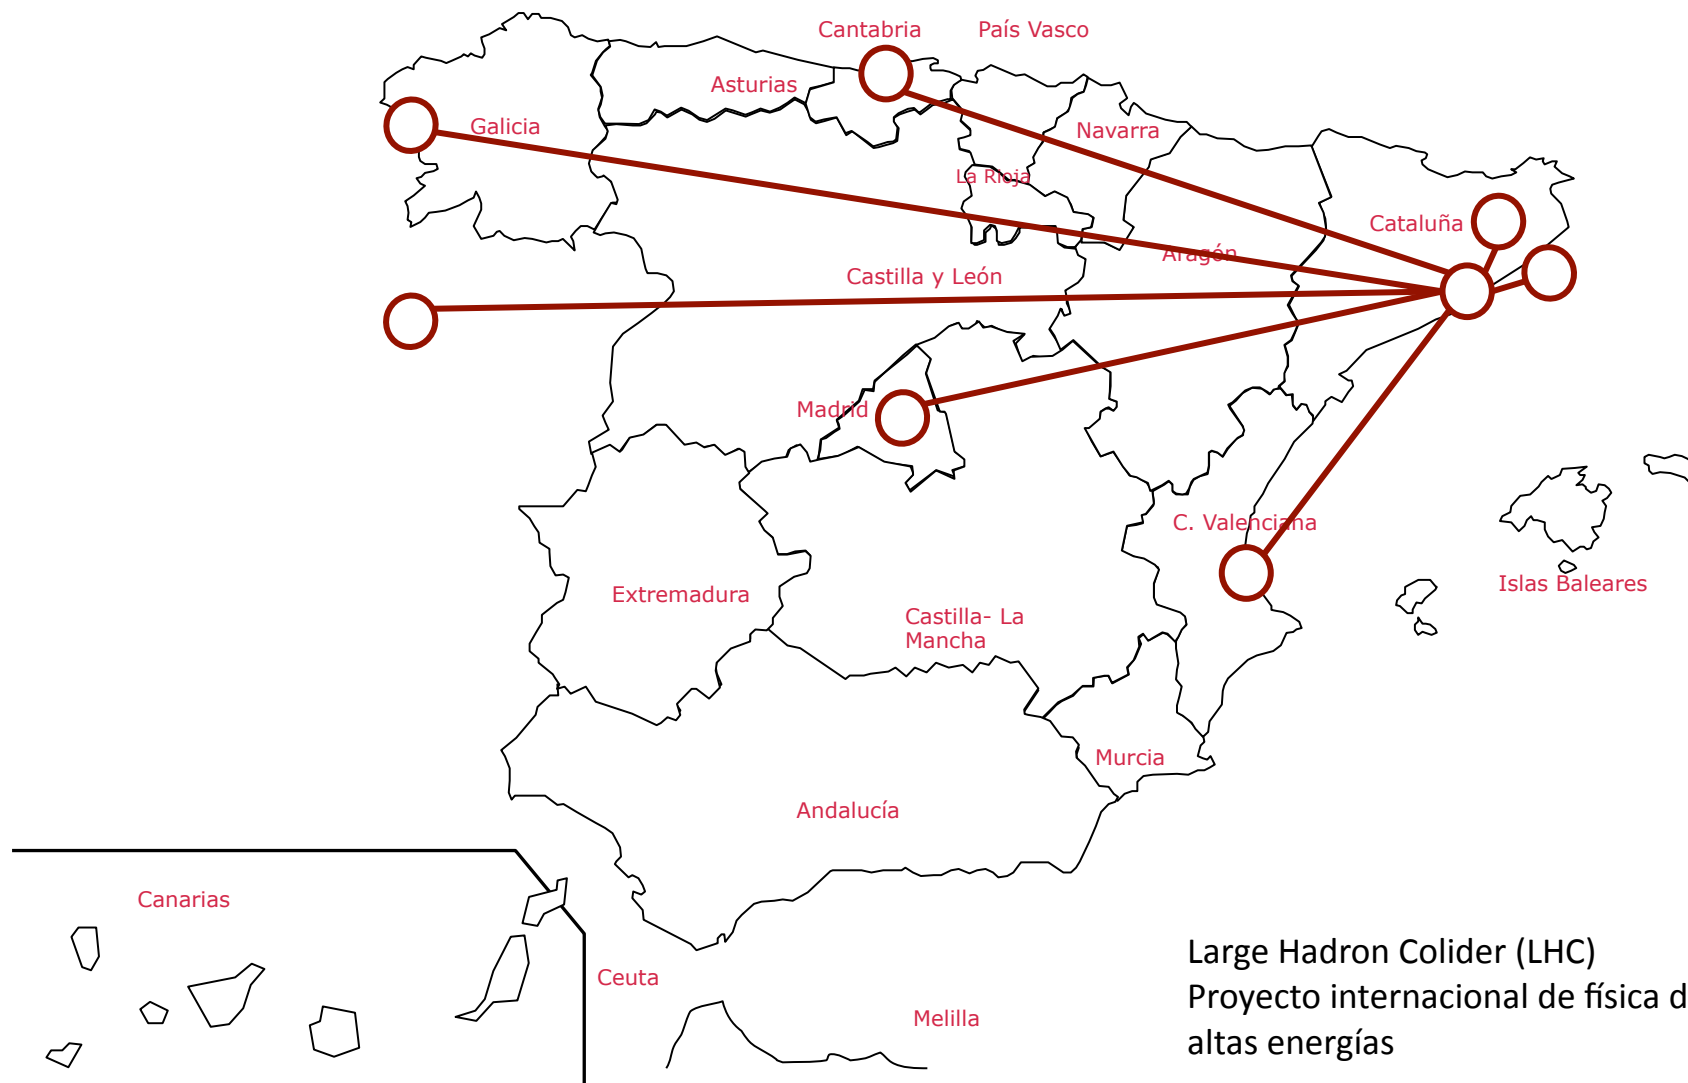 Cantabria
País Vasco
Asturias
Galicia
Navarra
La Rioja
Cataluña
Aragón
Castilla y León
Madrid
C. Valenciana
Islas Baleares
Extremadura
Castilla- La
Mancha
Murcia
Andalucía
Canarias
Ceuta
Melilla
Large Hadron Colider (LHC)
Proyecto internacional de física d
altas energías